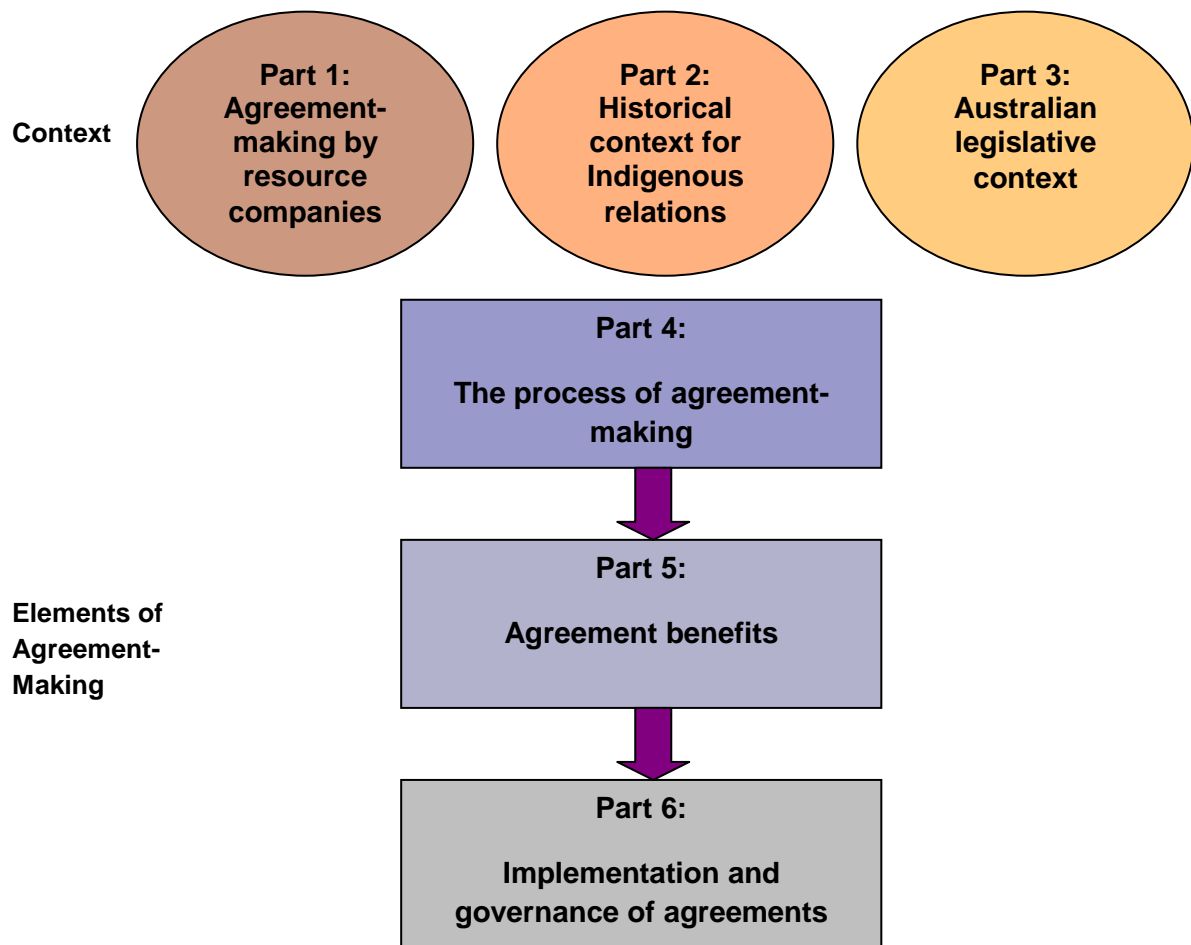 Context
Part 1:
Agreement-
making by
resource
companies
Part 2:
Historical
context for
Indigenous
relations
Part 3:
Australian
legislative
context
Part 4:
The process of agreement-
making
Elements of
Agreement-
Making
Part 5:
Agreement benefits
Part 6:
Implementation and
governance of agreements